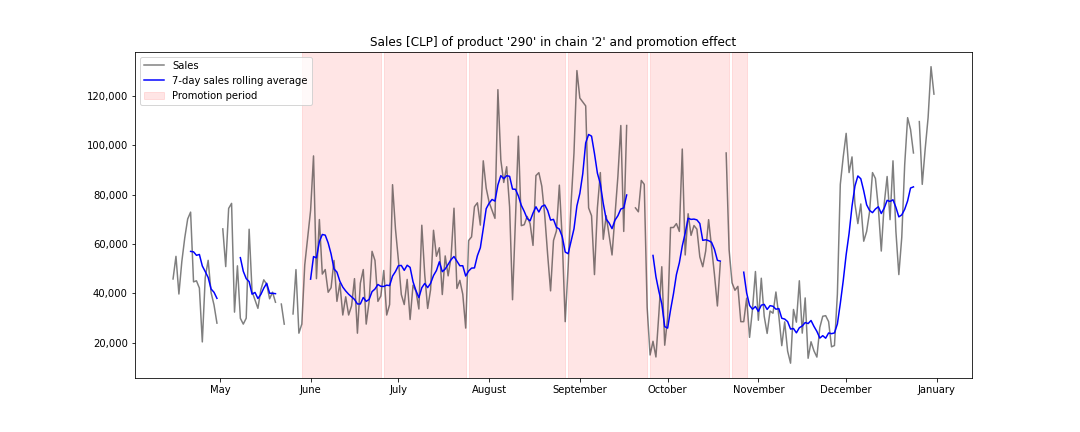 Sales [CLP] of product '290' in chain '2' and promotion effect
Sales
7-day sales rolling average
Promotion period
120,000
100,000
80,000
60,000
40,000
20,000
May June July August September October November December January